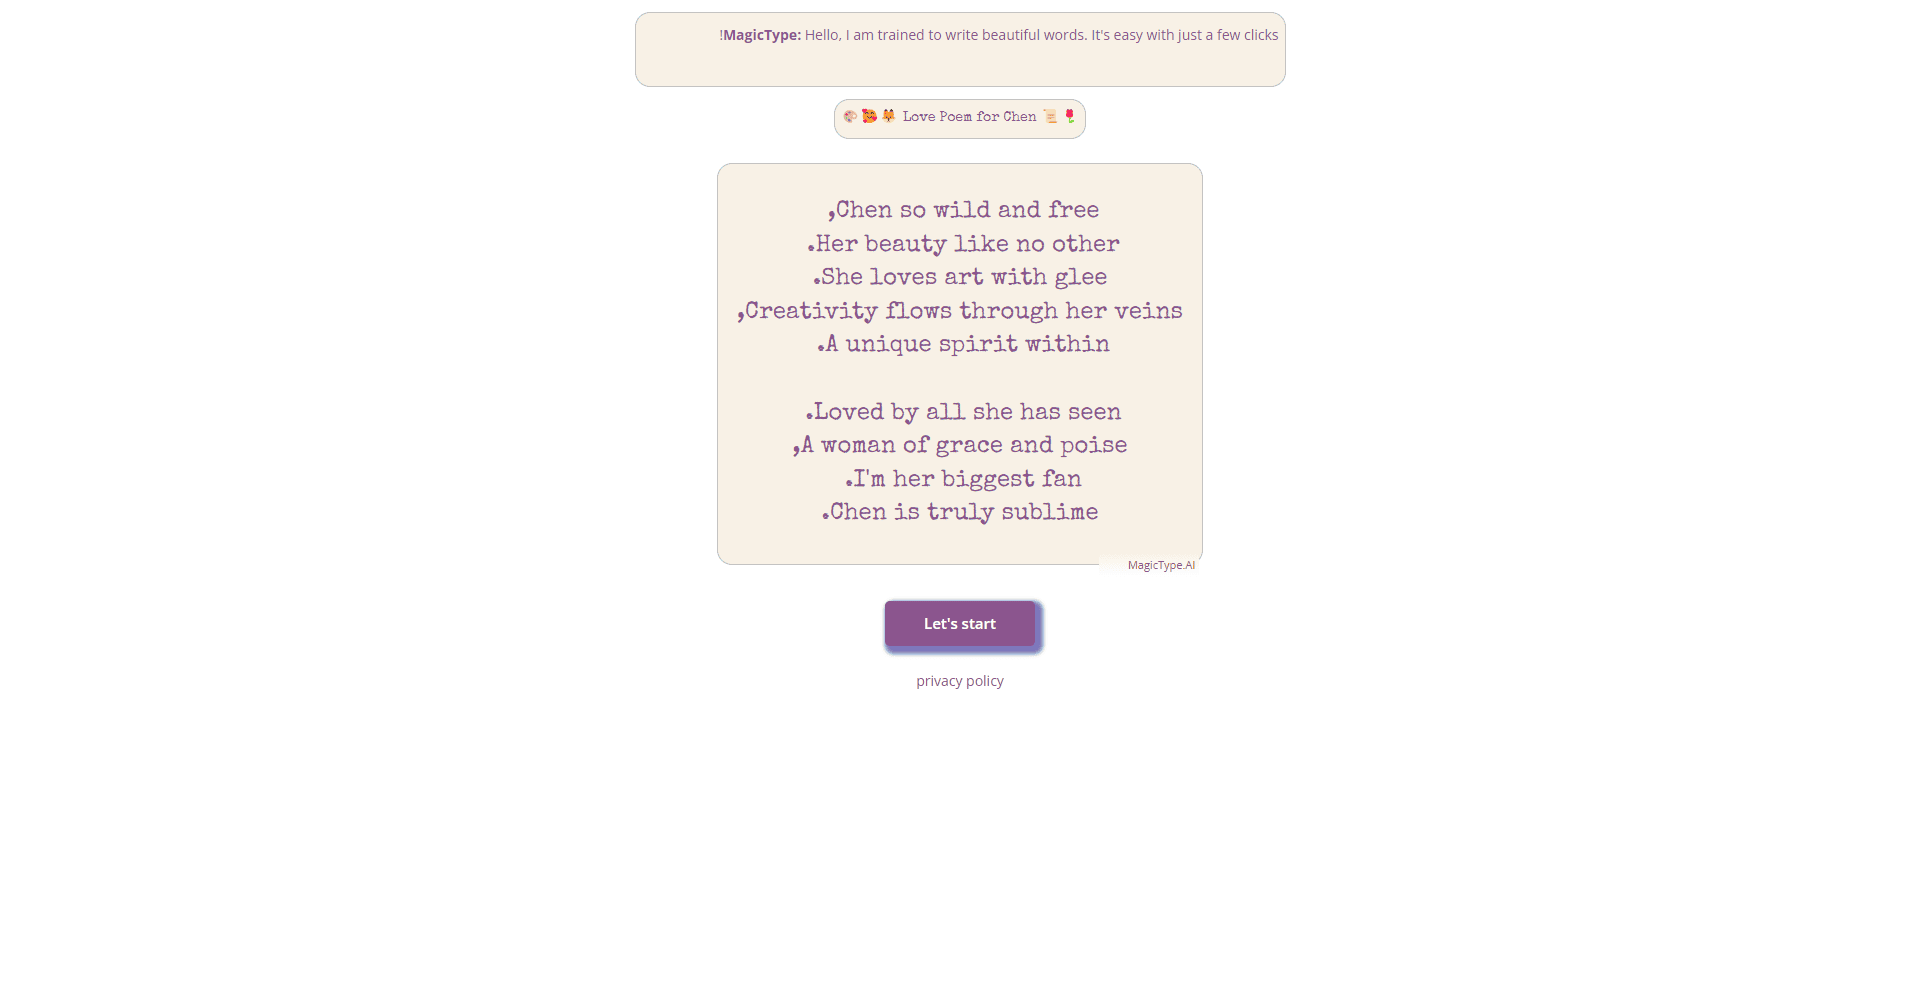 !MagicType: Hello, I am trained to write beautiful words. It's easy with just a few clicks
🎨 🥰 🦊 Love Poem for Chen 📜 🌹
,Chen so wild and free
.Her beauty like no other
.She loves art with glee
,Creativity flows through her veins
.A unique spirit within
.Loved by all she has seen
,A woman of grace and poise
.I'm her biggest fan
.Chen is truly sublime
MagicType.AI
Let's start
privacy policy